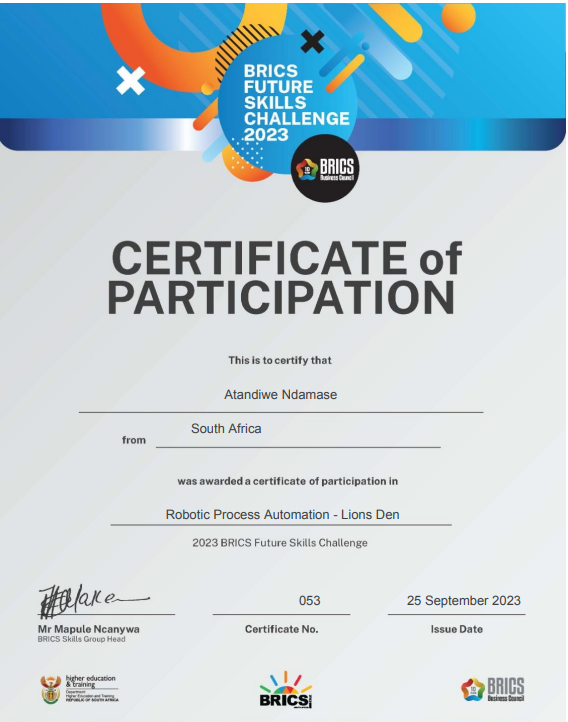 BRICS
FUTURE
SKILLS
CHALLENGE
2023
BRICS
Business Council
CERTIFICATE of
PARTICIPATION
This is to certify that
Atandiwe Ndamase
from South Africa
was awarded a certificate of participation in
Robotic Process Automation - Lions Den
2023 BRICS Future Skills Challenge
053 25 September 2023
Mr Mapule Ncanywa Certificate No. Issue Date
BRICS Skills Group Head
higher education
& training
Department:
Higher Education and Training
REPUBLIC OF SOUTH AFRICA
BRICS
BRICS
Business Council